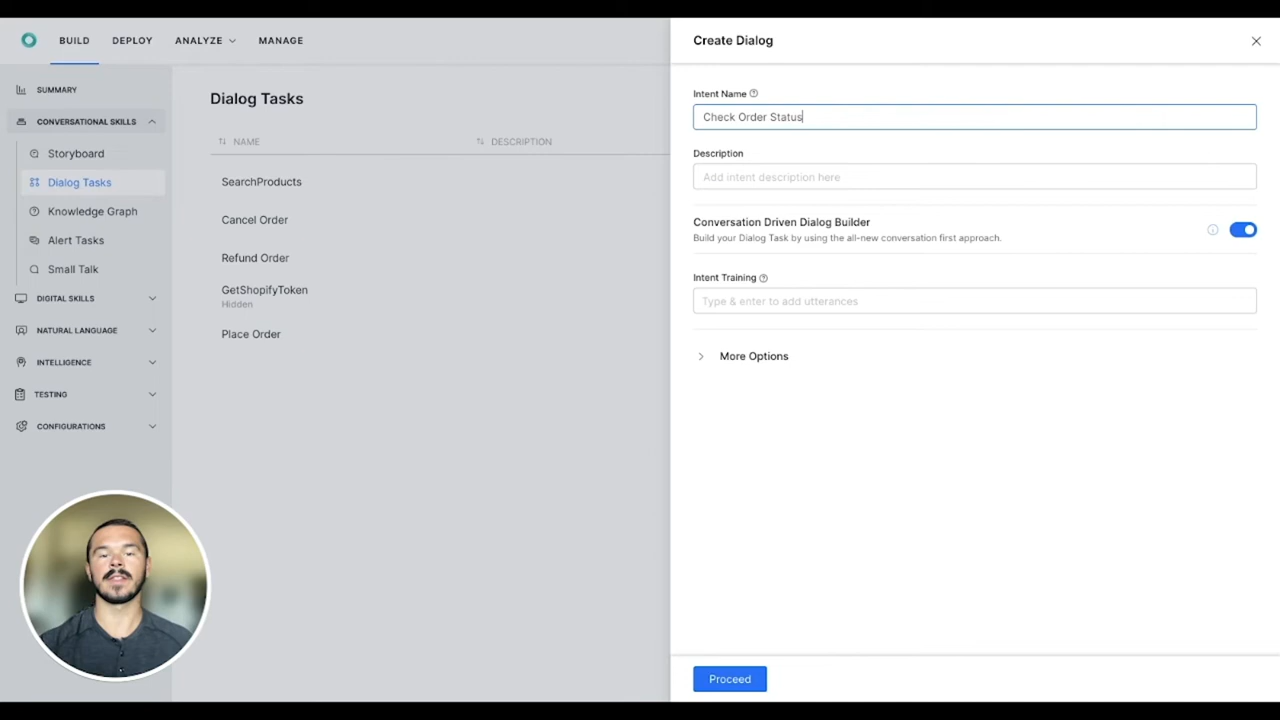 BUILD
DEPLOY
ANALYZE
MANAGE
SUMMARY
CONVERSATIONAL SKILLS
Storyboard
Dialog Tasks
Knowledge Graph
Alert Tasks
Small Talk
DIGITAL SKILLS
NATURAL LANGUAGE
INTELLIGENCE
TESTING
CONFIGURATIONS
Dialog Tasks
NAME
DESCRIPTION
SearchProducts
Cancel Order
Refund Order
GetShopifyToken
Hidden
Place Order
Create Dialog
Intent Name
Check Order Status
Description
Add intent description here
Conversation Driven Dialog Builder
Build your Dialog Task by using the all-new conversation first approach.
Intent Training
Type & enter to add utterances
More Options
Proceed